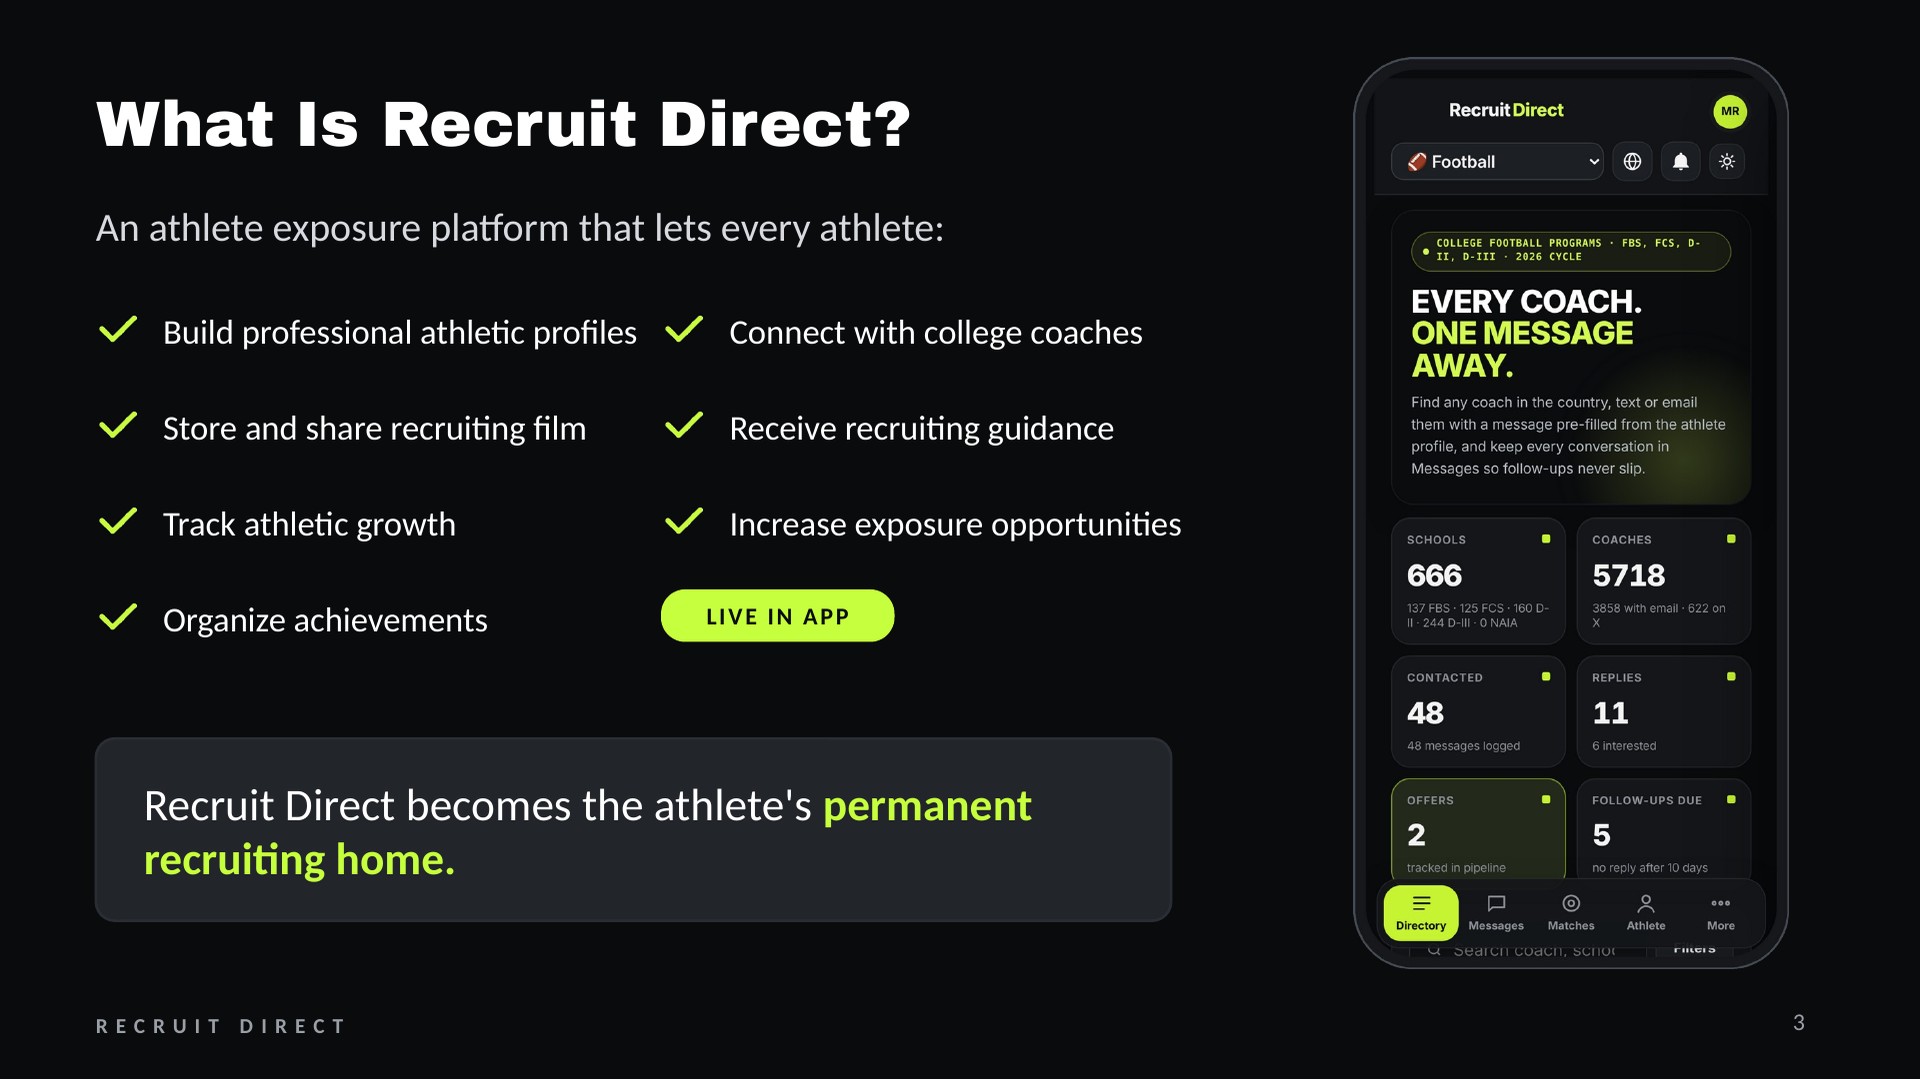 What Is Recruit Direct?
An athlete exposure platform that lets every athlete:
Build professional athletic profiles
Connect with college coaches
Store and share recruiting film
Receive recruiting guidance
Track athletic growth
Increase exposure opportunities
Organize achievements
LIVE IN APP
Recruit Direct becomes the athlete's permanent
recruiting home.
RECRUIT DIRECT
3
RecruitDirect
MR
Football
COLLEGE FOOTBALL PROGRAMS · FBS, FCS, D-
II, D-III · 2026 CYCLE
EVERY COACH.
ONE MESSAGE
AWAY.
Find any coach in the country, text or email
them with a message pre-filled from the athlete
profile, and keep every conversation in
Messages so follow-ups never slip.
SCHOOLS
666
137 FBS · 125 FCS · 160 D-
II · 244 D-III · 0 NAIA
COACHES
5718
3858 with email · 622 on
X
CONTACTED
48
48 messages logged
REPLIES
11
6 interested
OFFERS
2
tracked in pipeline
FOLLOW-UPS DUE
5
no reply after 10 days
Directory
Messages
Matches
Athlete
More
Search coach, school
Filters